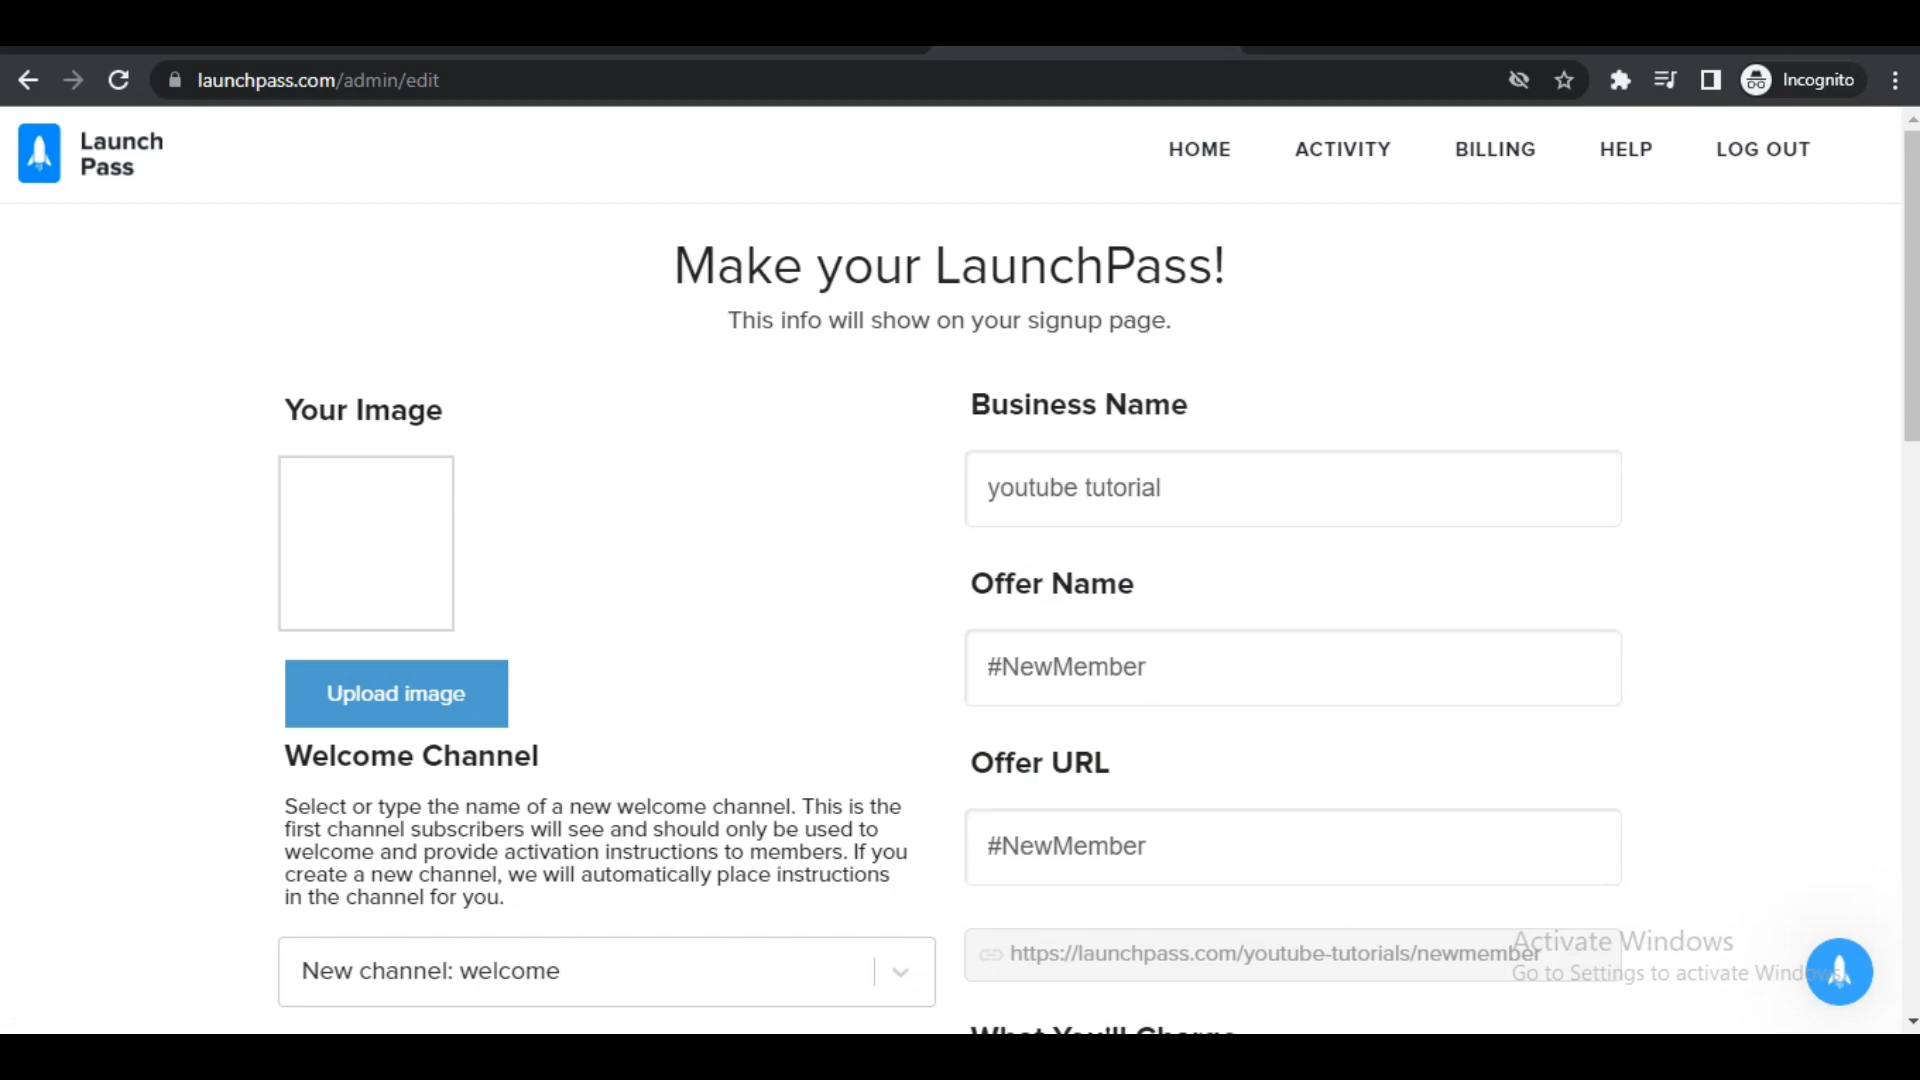 launchpass.com/admin/edit
Incognito
Launch
Pass
HOME
ACTIVITY
BILLING
HELP
LOG OUT
Make your LaunchPass!
This info will show on your signup page.
Your Image
Upload image
Welcome Channel
Select or type the name of a new welcome channel. This is the
first channel subscribers will see and should only be used to
welcome and provide activation instructions to members. If you
create a new channel, we will automatically place instructions
in the channel for you.
New channel: welcome
Business Name
youtube tutorial
Offer Name
#NewMember
Offer URL
#NewMember
https://launchpass.com/youtube-tutorials/newmember
What You'll Charge
Activate Windows
Go to Settings to activate Windows.